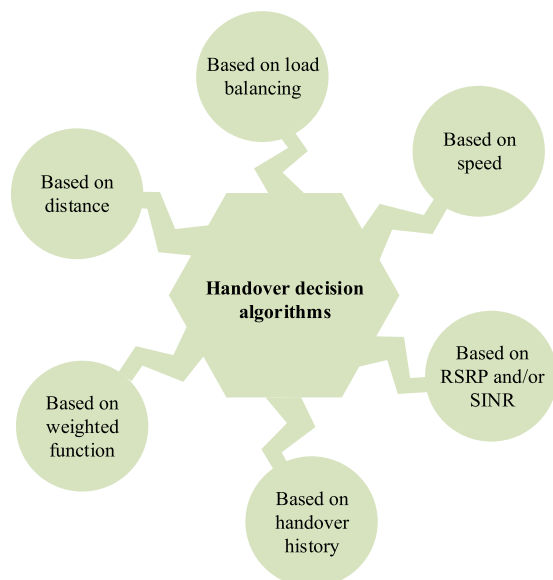 Based on load
balancing
Based on
speed
Based on
distance
Handover decision
algorithms
Based on
RSRP and/or
SINR
Based on
weighted
function
Based on
handover
history